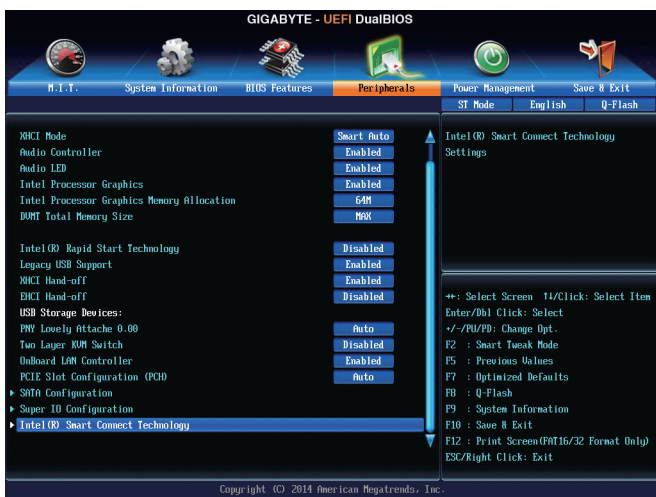 GIGABYTE - UEFI DualBIOS
M.I.T. System Information BIOS Features Peripherals Power Management Save & Exit
ST Mode English Q-Flash
XHCI Mode Smart Auto
Audio Controller Enabled
Audio LED Enabled
Intel Processor Graphics Enabled
Intel Processor Graphics Memory Allocation 64M
DVMT Total Memory Size MAX
Intel(R) Rapid Start Technology Disabled
Legacy USB Support Enabled
XHCI Hand-off Enabled
EHCI Hand-off Disabled
USB Storage Devices:
PNY Lovely Attache 0.00 Auto
Two Layer KVM Switch Disabled
OnBoard LAN Controller Enabled
PCIE Slot Configuration (PCH) Auto
SATA Configuration
Super IO Configuration
Intel(R) Smart Connect Technology
Intel(R) Smart Connect Technology
Settings
↔: Select Screen ↑↓/Click: Select Item
Enter/Dbl Click: Select
+/-/PU/PD: Change Opt.
F2 : Smart Tweak Mode
F5 : Previous Values
F7 : Optimized Defaults
F8 : Q-Flash
F9 : System Information
F10 : Save & Exit
F12 : Print Screen(FAT16/32 Format Only)
ESC/Right Click: Exit
Copyright (C) 2014 American Megatrends, Inc.